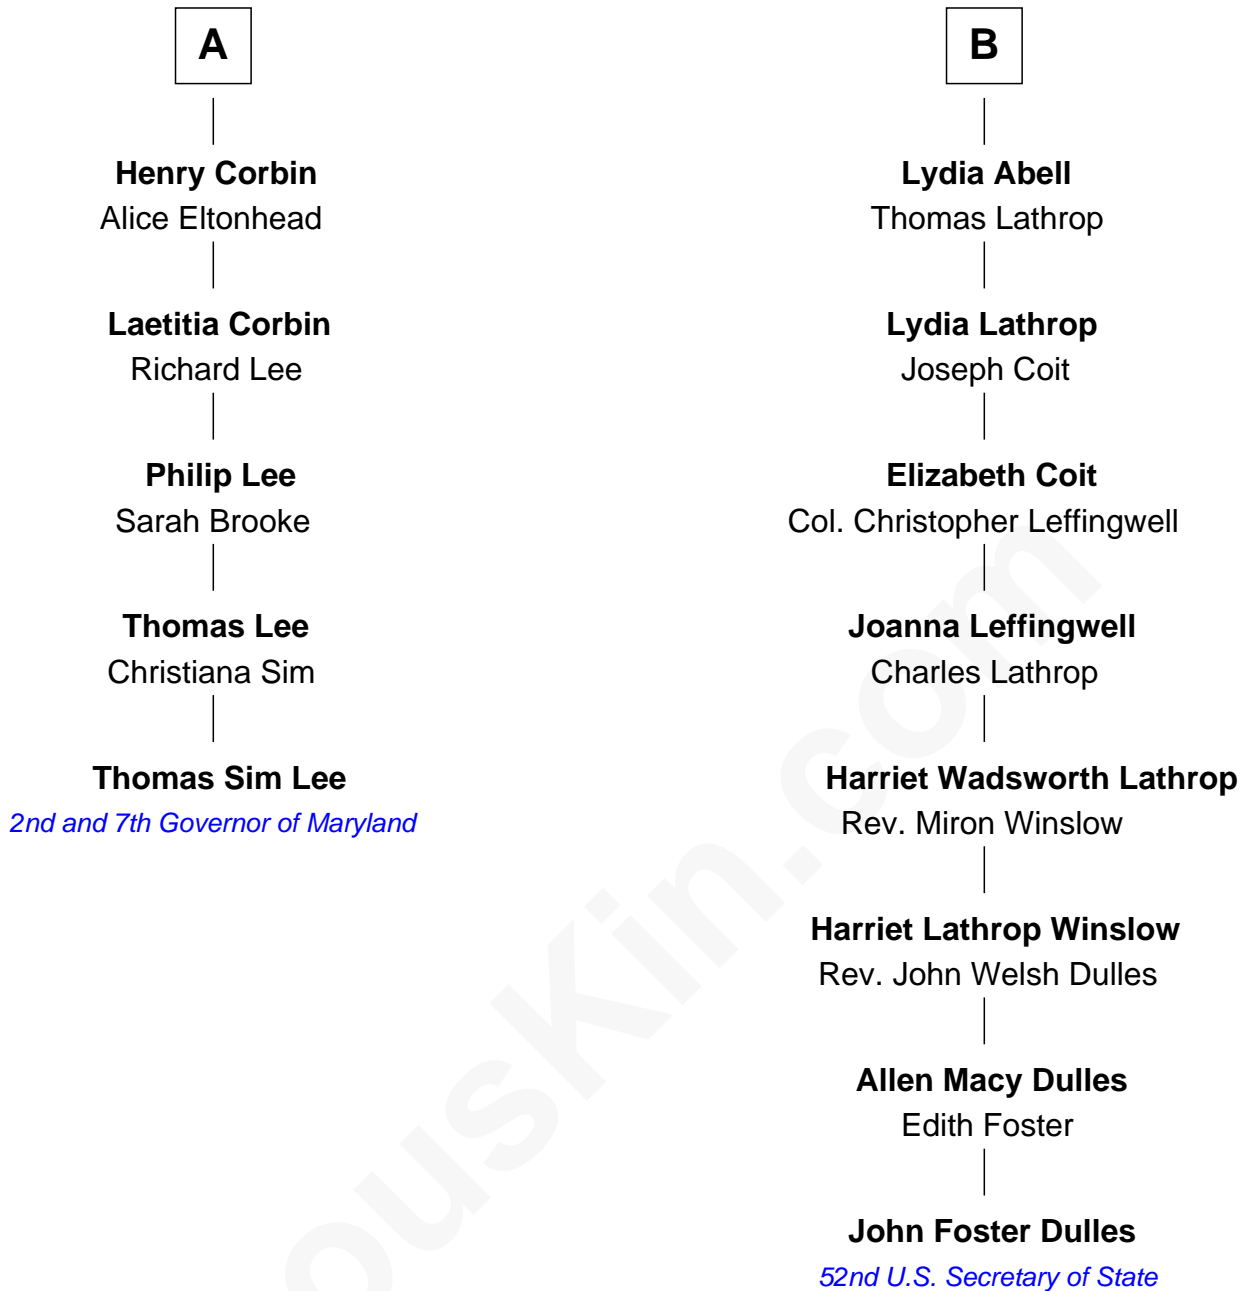 A
Henry Corbin
Alice Eltonhead
Laetitia Corbin
Richard Lee
Philip Lee
Sarah Brooke
Thomas Lee
Christiana Sim
Thomas Sim Lee
2nd and 7th Governor of Maryland
B
Lydia Abell
Thomas Lathrop
Lydia Lathrop
Joseph Coit
Elizabeth Coit
Col. Christopher Leffingwell
Joanna Leffingwell
Charles Lathrop
Harriet Wadsworth Lathrop
Rev. Miron Winslow
Harriet Lathrop Winslow
Rev. John Welsh Dulles
Allen Macy Dulles
Edith Foster
John Foster Dulles
52nd U.S. Secretary of State
ousKin.com